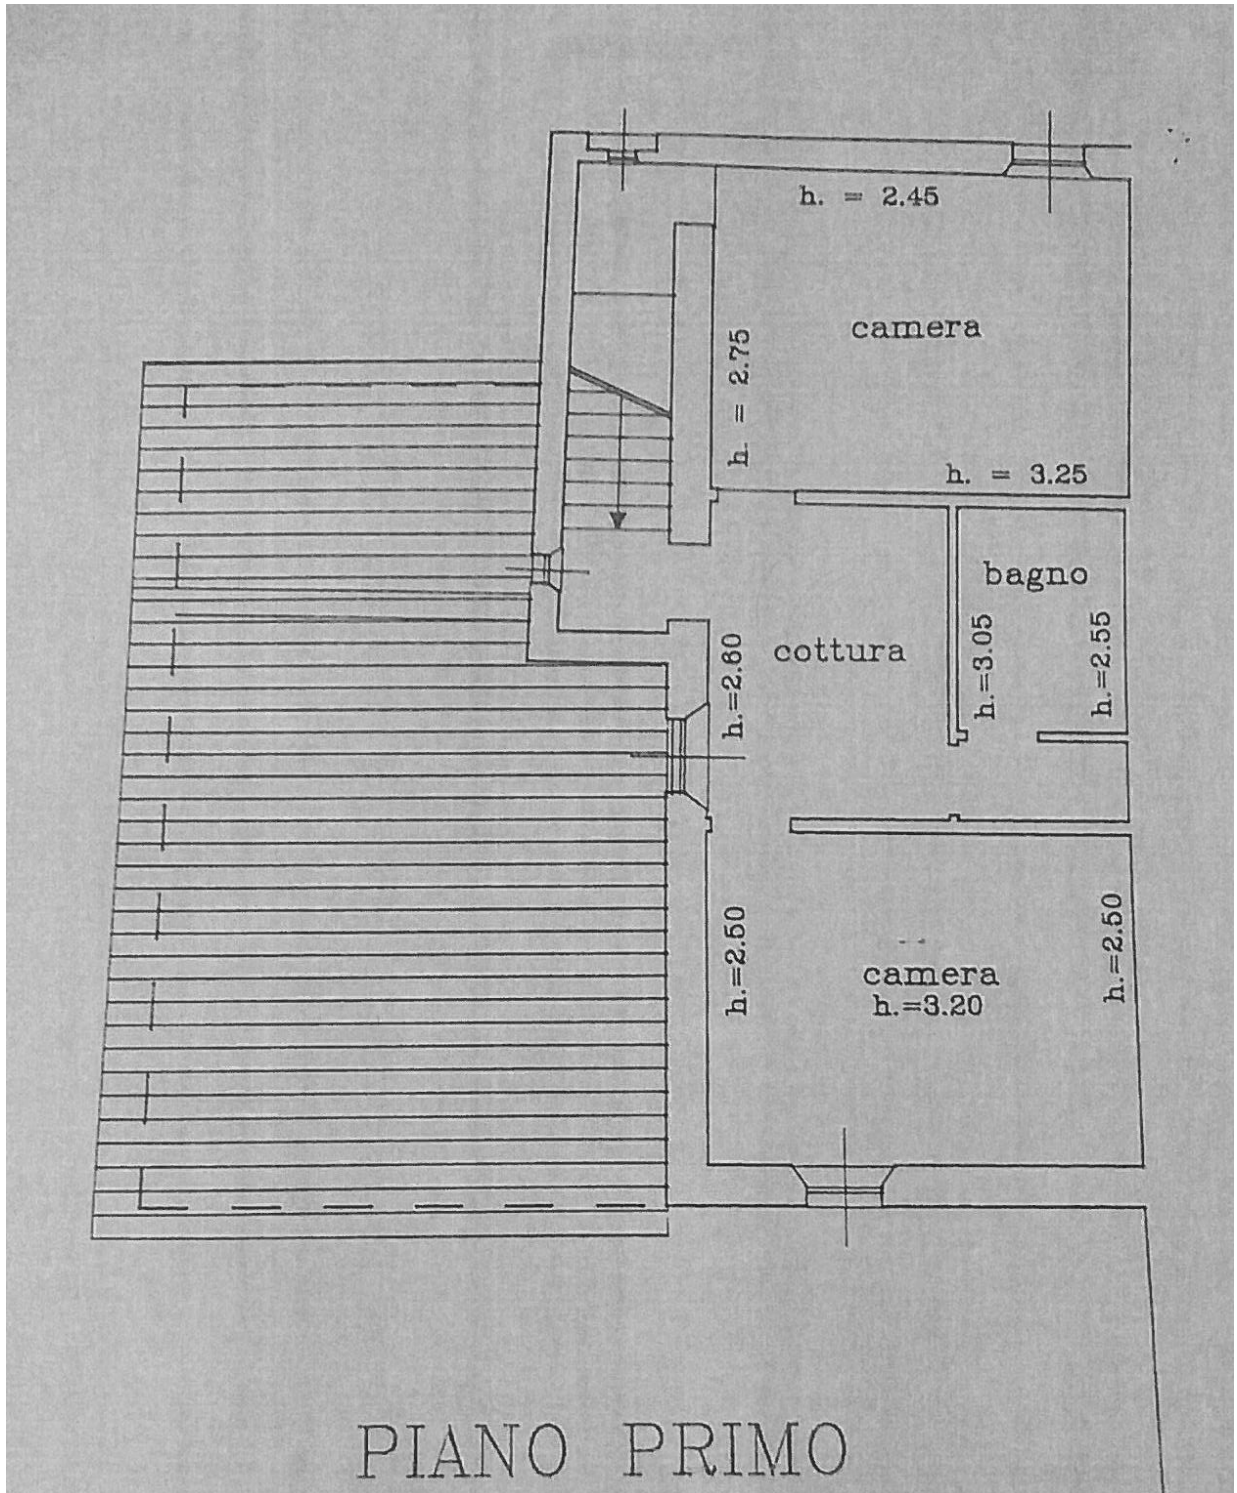 h. = 2.45
camera
h. = 2.75
h. = 3.25
bagno
cottura
h.=2.60
h.=3.05
h.=2.55
h.=2.50
camera
h.=3.20
h.=2.50
PIANO PRIMO